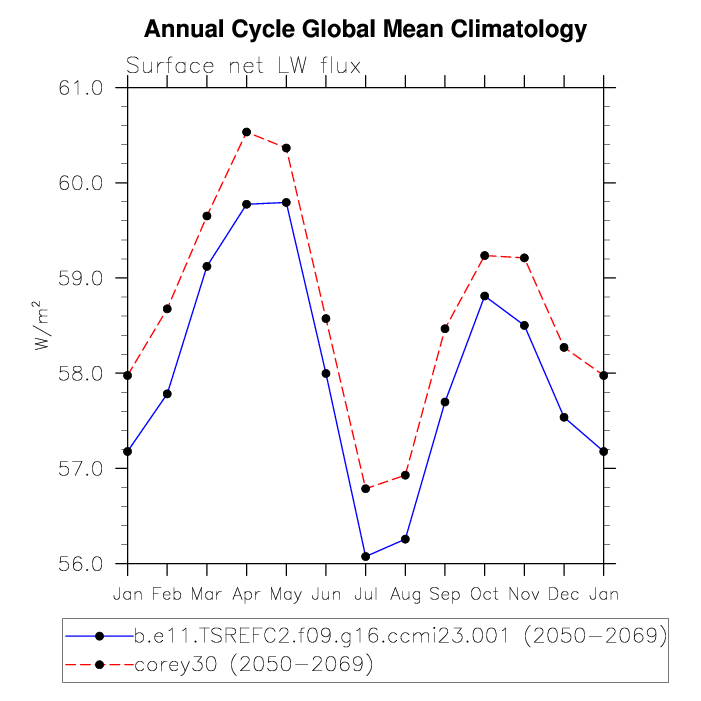 Annual Cycle Global Mean Climatology
Surface net LW flux
61.0
60.0
59.0
58.0
57.0
56.0
W/m²
Jan Feb Mar Apr May Jun Jul Aug Sep Oct Nov Dec Jan
b.e11.TSREFC2.f09.g16.ccmi23.001 (2050−2069)
corey30 (2050−2069)